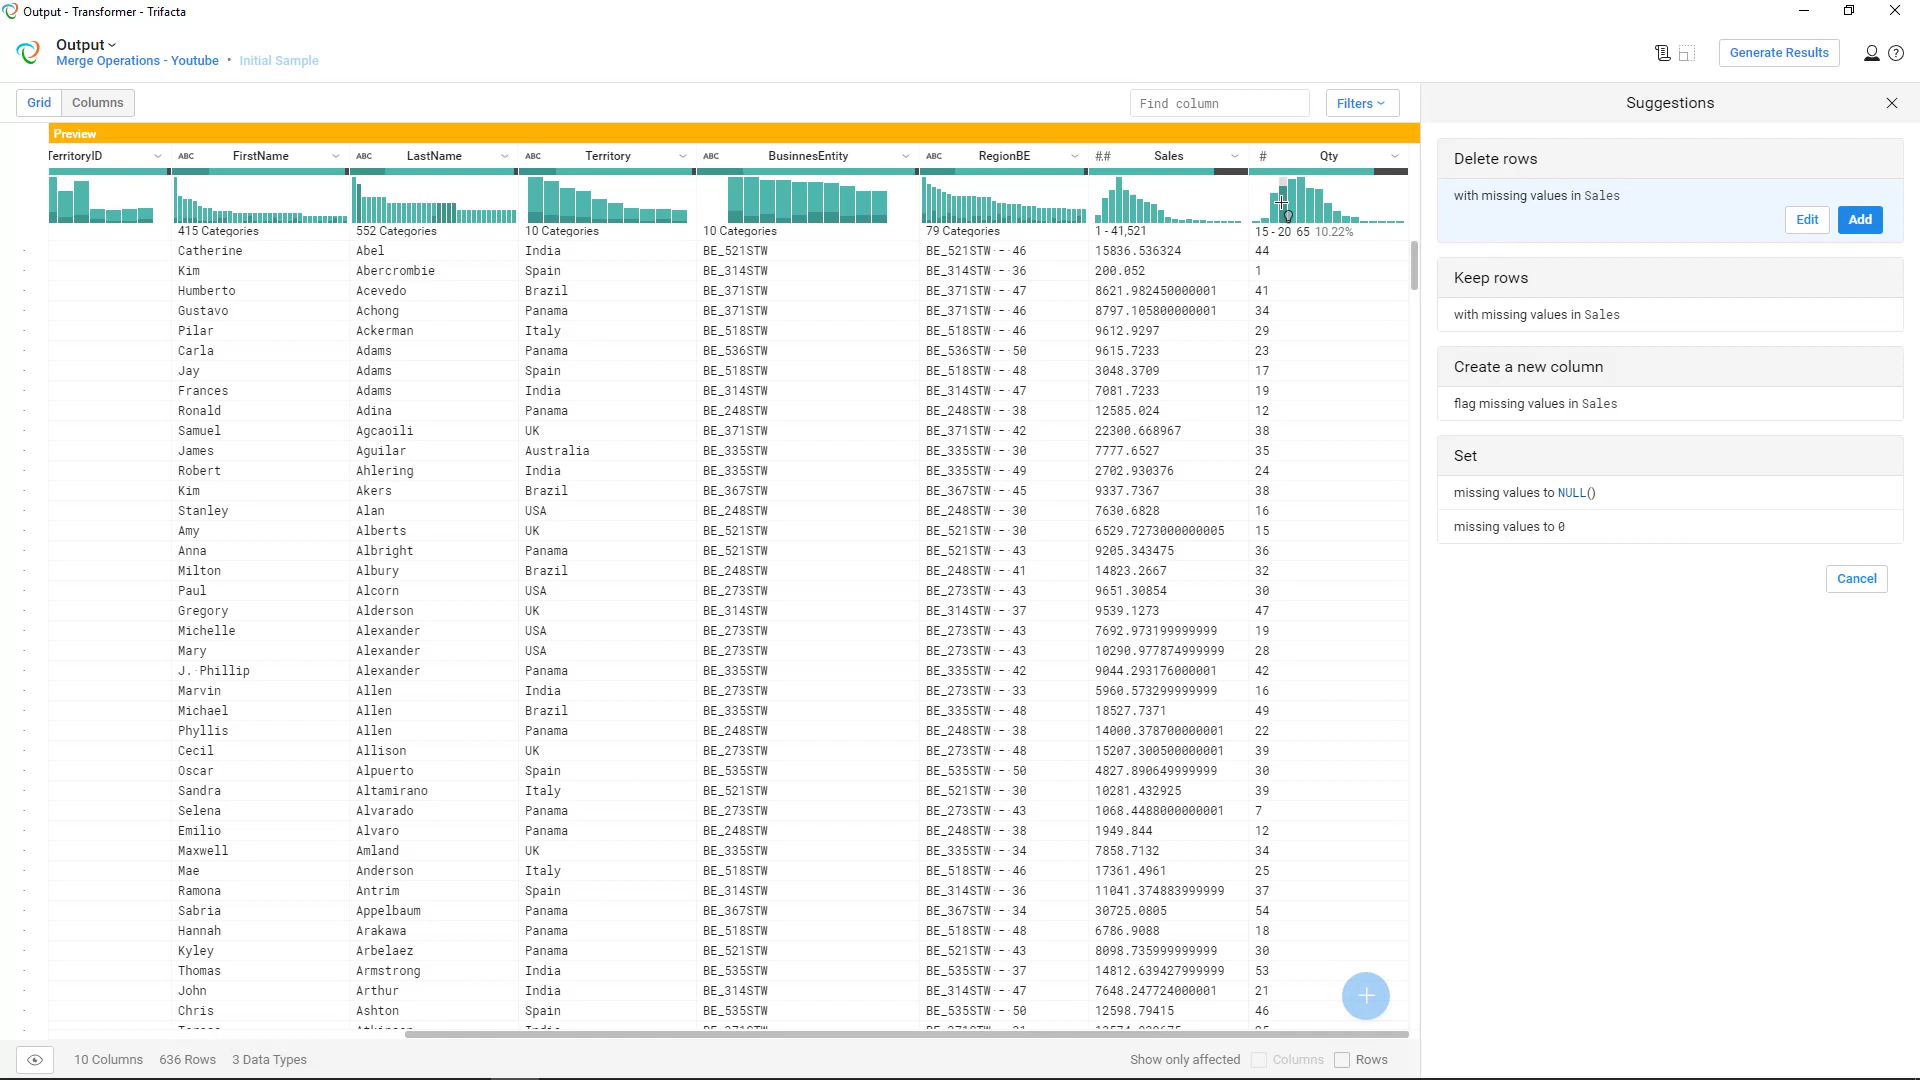 Output - Transformer - Trifacta
Output
Merge Operations - Youtube • Initial Sample
Generate Results
Grid Columns
Find column
Filters
Suggestions
Preview
TerritoryID ABC FirstName ABC LastName ABC Territory ABC BusinnesEntity ABC RegionBE ##.## Sales # Qty
415 Categories 552 Categories 10 Categories 10 Categories 79 Categories 1 - 41,521 15 - 20 65 10.22%
Catherine Abel India BE_521STW BE_521STW - 46 15836.536324 44
Kim Abercrombie Spain BE_314STW BE_314STW - 36 200.052 1
Humberto Acevedo Brazil BE_371STW BE_371STW - 47 8621.982450000001 41
Gustavo Achong Panama BE_371STW BE_371STW - 46 8797.105800000001 34
Pilar Ackerman Italy BE_518STW BE_518STW - 46 9612.9297 29
Carla Adams Panama BE_536STW BE_536STW - 50 9615.7233 23
Jay Adams Spain BE_518STW BE_518STW - 48 3048.3709 17
Frances Adams India BE_314STW BE_314STW - 47 7081.7233 19
Ronald Adina Panama BE_248STW BE_248STW - 38 12585.024 12
Samuel Agcaoili UK BE_371STW BE_371STW - 42 22300.668967 38
James Aguilar Australia BE_335STW BE_335STW - 30 7777.6527 35
Robert Ahlering India BE_335STW BE_335STW - 49 2702.930376 24
Kim Akers Brazil BE_367STW BE_367STW - 45 9337.7367 38
Stanley Alan USA BE_248STW BE_248STW - 30 7630.6828 16
Amy Alberts UK BE_521STW BE_521STW - 30 6529.7273000000005 15
Anna Albright Panama BE_521STW BE_521STW - 43 9205.343475 36
Milton Albury Brazil BE_248STW BE_248STW - 41 14823.2667 32
Paul Alcorn USA BE_273STW BE_273STW - 43 9651.30854 30
Gregory Alderson UK BE_314STW BE_314STW - 37 9539.1273 47
Michelle Alexander USA BE_273STW BE_273STW - 43 7692.973199999999 19
Mary Alexander USA BE_273STW BE_273STW - 43 10290.977874999999 28
J. Phillip Alexander Panama BE_335STW BE_335STW - 42 9044.293176000001 42
Marvin Allen India BE_273STW BE_273STW - 33 5960.573299999999 16
Michael Allen Brazil BE_335STW BE_335STW - 48 18527.7371 49
Phyllis Allen Panama BE_248STW BE_248STW - 38 14000.378700000001 22
Cecil Allison UK BE_273STW BE_273STW - 48 15207.300500000001 39
Oscar Alpuerto Spain BE_535STW BE_535STW - 50 4827.890649999999 30
Sandra Altamirano Italy BE_521STW BE_521STW - 30 10281.432925 39
Selena Alvarado Panama BE_273STW BE_273STW - 43 1068.4488000000001 7
Emilio Alvaro Panama BE_248STW BE_248STW - 38 1949.844 12
Maxwell Amland UK BE_335STW BE_335STW - 34 7858.7132 34
Mae Anderson Italy BE_518STW BE_518STW - 46 17361.4961 25
Ramona Antrim Spain BE_314STW BE_314STW - 36 11041.374883999999 37
Sabria Appelbaum Panama BE_367STW BE_367STW - 34 30725.0805 54
Hannah Arakawa Panama BE_518STW BE_518STW - 48 6786.9088 18
Kyley Arbelaez Panama BE_521STW BE_521STW - 43 8098.735999999999 30
Thomas Armstrong India BE_535STW BE_535STW - 37 14812.639427999999 53
John Arthur India BE_314STW BE_314STW - 47 7648.247724000001 21
Chris Ashton Spain BE_535STW BE_535STW - 50 12598.79415 46
Delete rows
with missing values in Sales
Edit Add
Keep rows
with missing values in Sales
Create a new column
flag missing values in Sales
Set
missing values to NULL()
missing values to 0
Cancel
10 Columns 636 Rows 3 Data Types
Show only affected Columns Rows